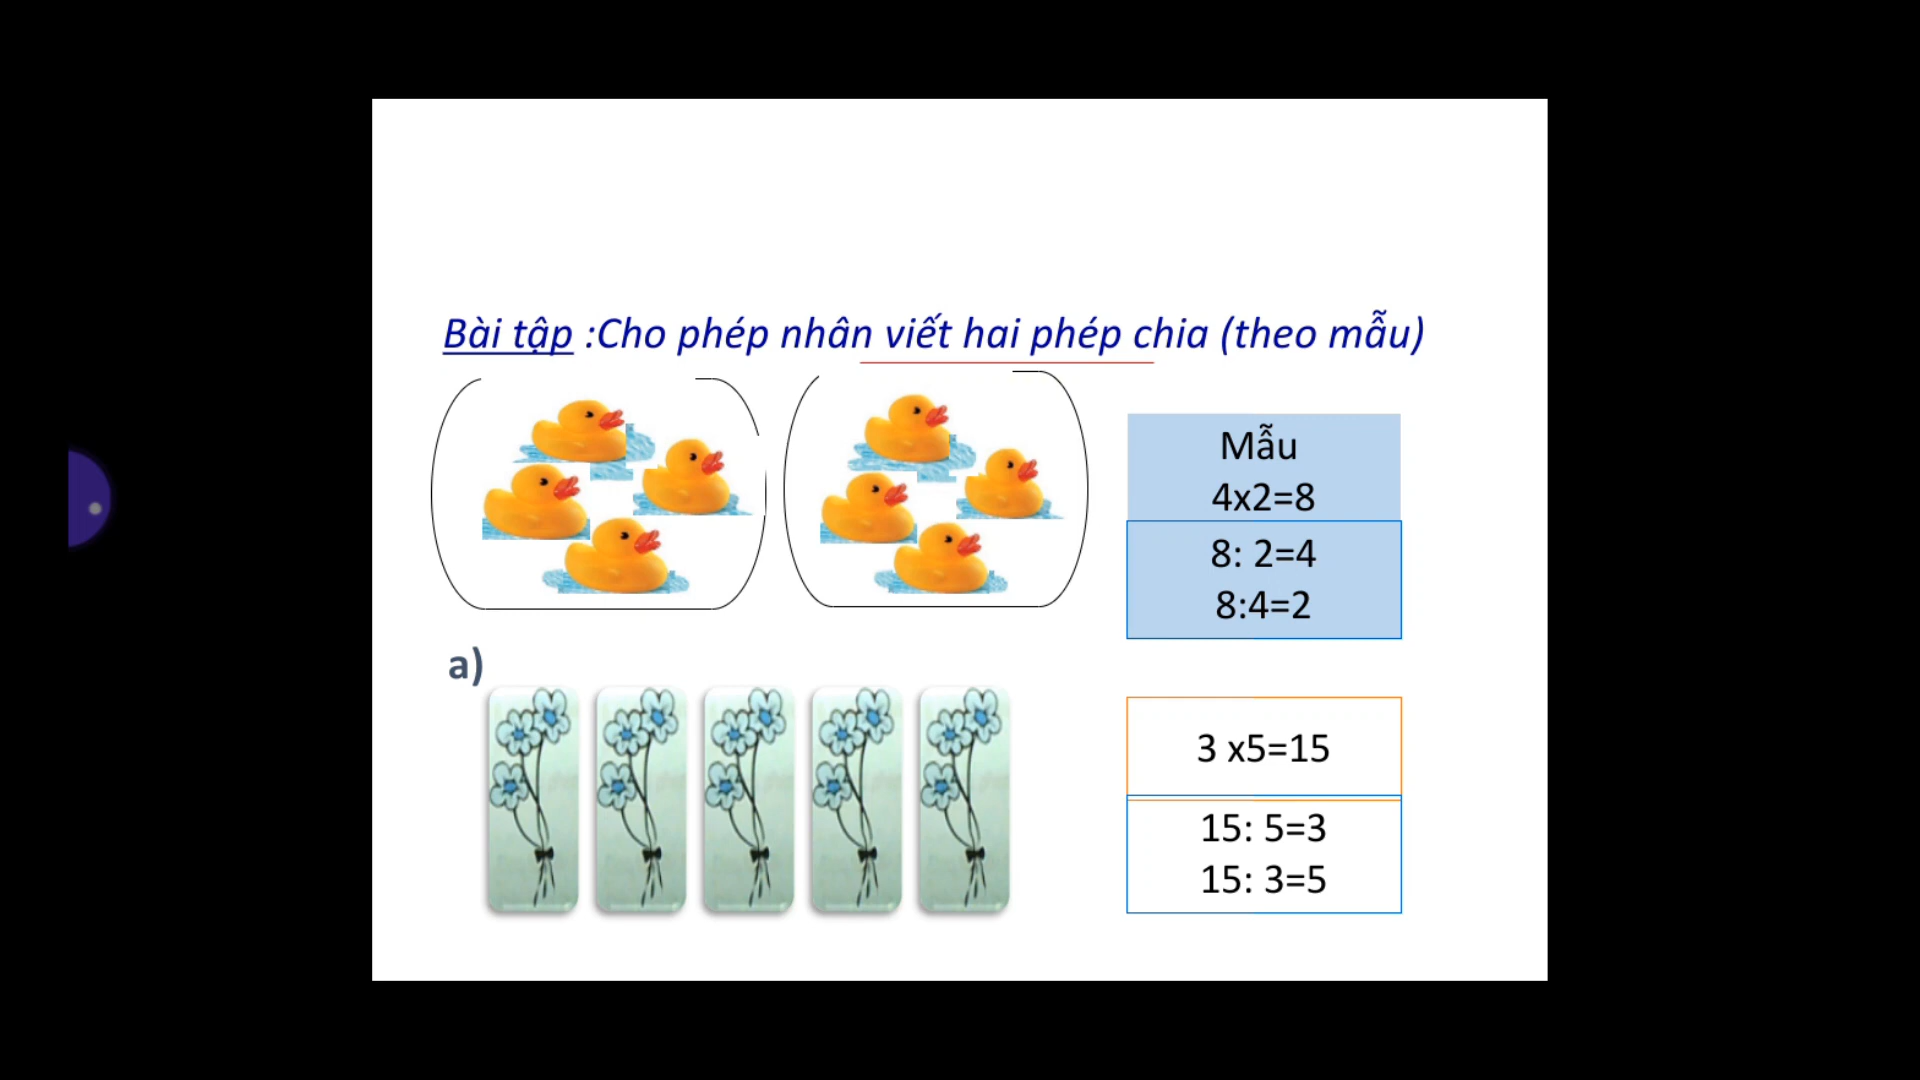 Bài tập :Cho phép nhân viết hai phép chia (theo mẫu)
Mẫu
4x2=8
8: 2=4
8:4=2
a)
3 x5=15
15: 5=3
15: 3=5